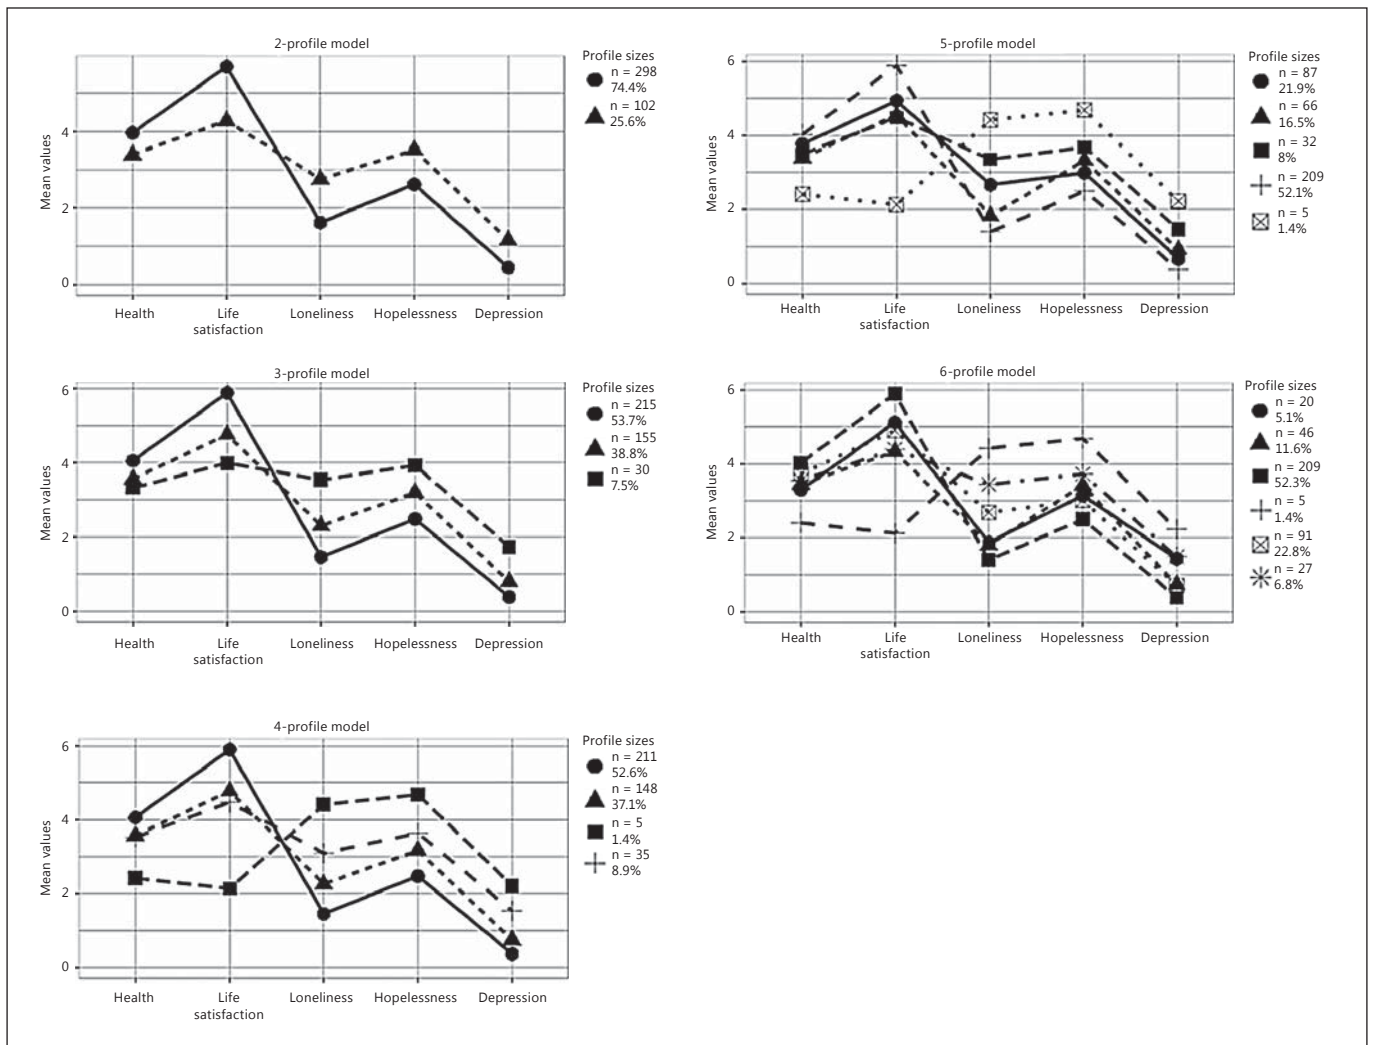 2-profile model
Mean values
4
2
0
Health
Life
satisfaction
Loneliness
Hopelessness
Depression
Profile sizes
n = 298
74.4%
n = 102
25.6%
5-profile model
Mean values
6
4
2
0
Health
Life
satisfaction
Loneliness
Hopelessness
Depression
Profile sizes
n = 87
21.9%
n = 66
16.5%
n = 32
8%
n = 209
52.1%
n = 5
1.4%
3-profile model
Mean values
6
4
2
0
Health
Life
satisfaction
Loneliness
Hopelessness
Depression
Profile sizes
n = 215
53.7%
n = 155
38.8%
n = 30
7.5%
6-profile model
Mean values
6
4
2
0
Health
Life
satisfaction
Loneliness
Hopelessness
Depression
Profile sizes
n = 20
5.1%
n = 46
11.6%
n = 209
52.3%
n = 5
1.4%
n = 91
22.8%
n = 27
6.8%
4-profile model
Mean values
6
4
2
0
Health
Life
satisfaction
Loneliness
Hopelessness
Depression
Profile sizes
n = 211
52.6%
n = 148
37.1%
n = 5
1.4%
n = 35
8.9%